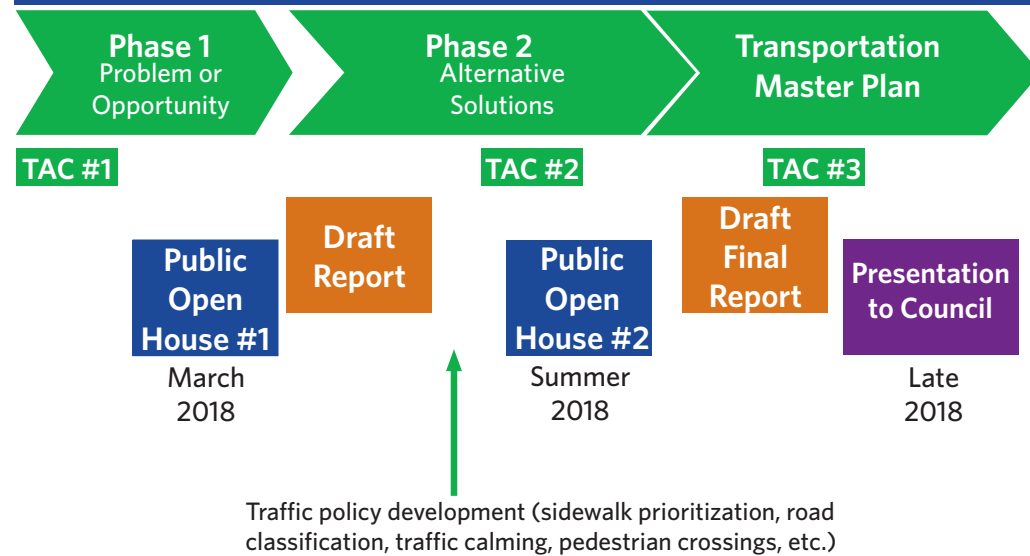 Phase 1
Problem or
Opportunity
Phase 2
Alternative
Solutions
Transportation
Master Plan
TAC #1
TAC #2
TAC #3
Public
Open
House #1
March
2018
Draft
Report
Public
Open
House #2
Summer
2018
Draft
Final
Report
Presentation
to Council
Late
2018
Traffic policy development (sidewalk prioritization, road
classification, traffic calming, pedestrian crossings, etc.)